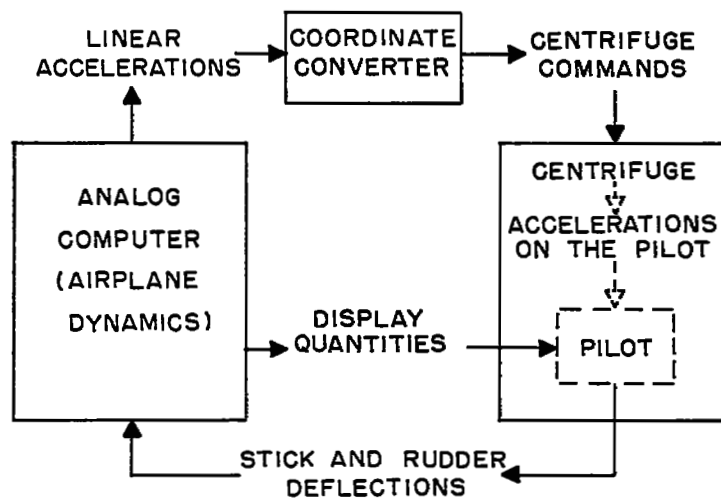 LINEAR
ACCELERATIONS
COORDINATE
CONVERTER
CENTRIFUGE
COMMANDS
ANALOG
COMPUTER
(AIRPLANE
DYNAMICS)
CENTRIFUGE
ACCELERATIONS
ON THE PILOT
DISPLAY
QUANTITIES
PILOT
STICK AND RUDDER
DEFLECTIONS